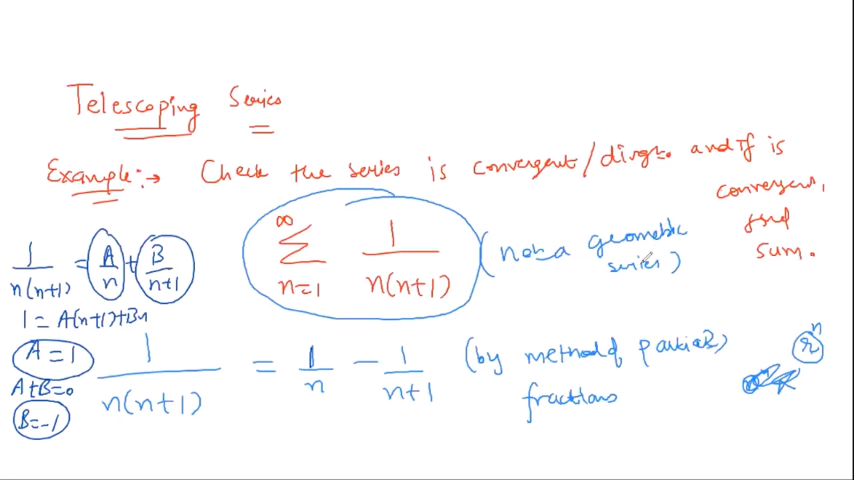 Telescoping Series
Example:→ Check the series is convergent/divgt. and if is
convergent,
find
sum.
∞
∑ 1/n(n+1)
n=1
(not a geometric
series)
1/n(n+1) = A/n + B/n+1
1 = A(n+1)+Bn
A = 1
A+B=0
B=-1
1/n(n+1) = 1/n - 1/n+1 (by method of partial)
fractions
r^n